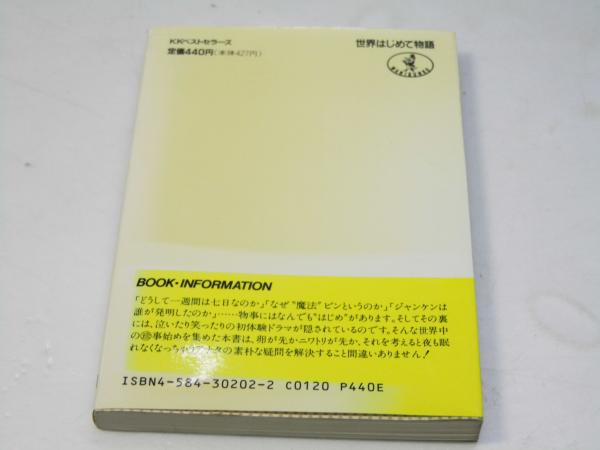 KKベストセラーズ
定価440円(本体427円)
世界はじめて物語
BOOK・INFORMATION
「どうして一週間は七日なのか」「なぜ“魔法”ビンというのか」「ジャンケンは
誰が発明したのか」……物事にはなんでも“はじめ”があります。そしてその裏
には、泣いたり笑ったりの初体験ドラマが隠されているのです。そんな世界中
の事始めを集めた本書は、卵が先かニワトリが先か、それを考えると夜も眠
れなくなっちゃうアナタの素朴な疑問を解決すること間違いありません!
ISBN4-584-30202-2 C0120 P440E